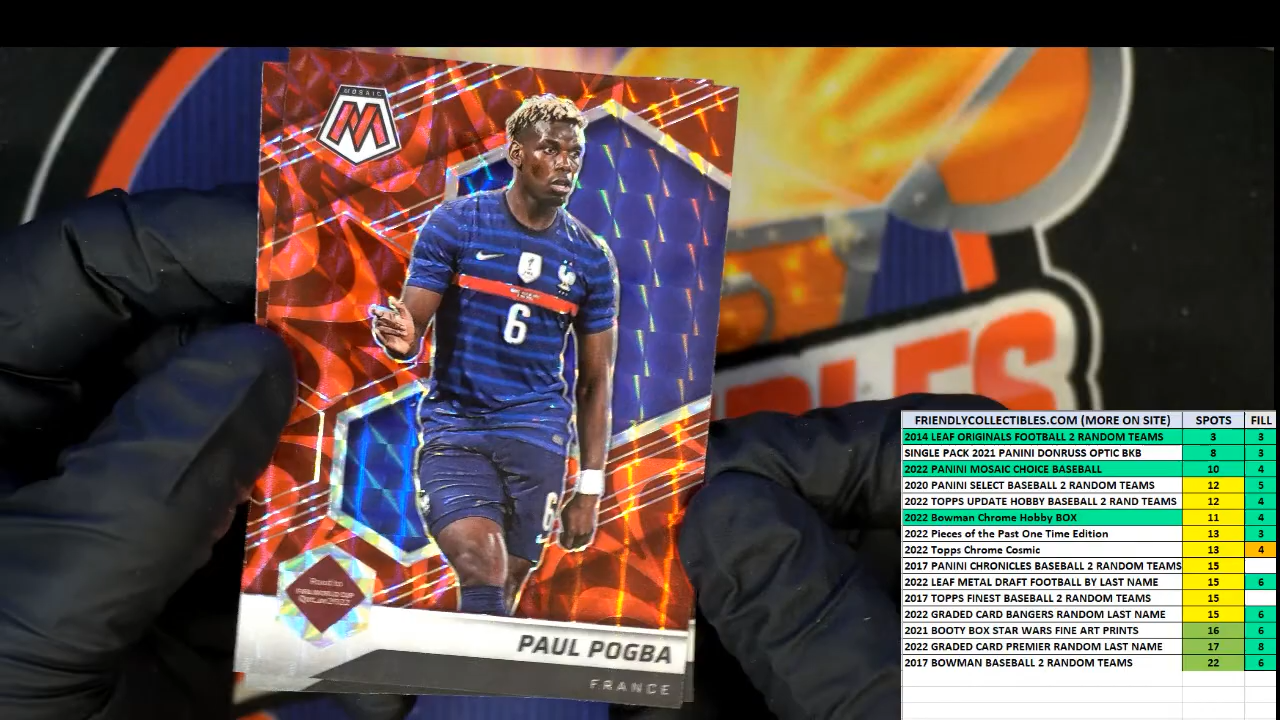 MOSAIC
M
6
6
Road to
FIFA WORLD CUP
Qatar2022
PAUL POGBA
FRANCE
FRIENDLYCOLLECTIBLES.COM (MORE ON SITE) SPOTS FILL
2014 LEAF ORIGINALS FOOTBALL 2 RANDOM TEAMS 3 3
SINGLE PACK 2021 PANINI DONRUSS OPTIC BKB 8 3
2022 PANINI MOSAIC CHOICE BASEBALL 10 4
2020 PANINI SELECT BASEBALL 2 RANDOM TEAMS 12 5
2022 TOPPS UPDATE HOBBY BASEBALL 2 RAND TEAMS 12 4
2022 Bowman Chrome Hobby BOX 11 4
2022 Pieces of the Past One Time Edition 13 3
2022 Topps Chrome Cosmic 13 4
2017 PANINI CHRONICLES BASEBALL 2 RANDOM TEAMS 15
2022 LEAF METAL DRAFT FOOTBALL BY LAST NAME 15 6
2017 TOPPS FINEST BASEBALL 2 RANDOM TEAMS 15
2022 GRADED CARD BANGERS RANDOM LAST NAME 15 6
2021 BOOTY BOX STAR WARS FINE ART PRINTS 16 6
2022 GRADED CARD PREMIER RANDOM LAST NAME 17 8
2017 BOWMAN BASEBALL 2 RANDOM TEAMS 22 6